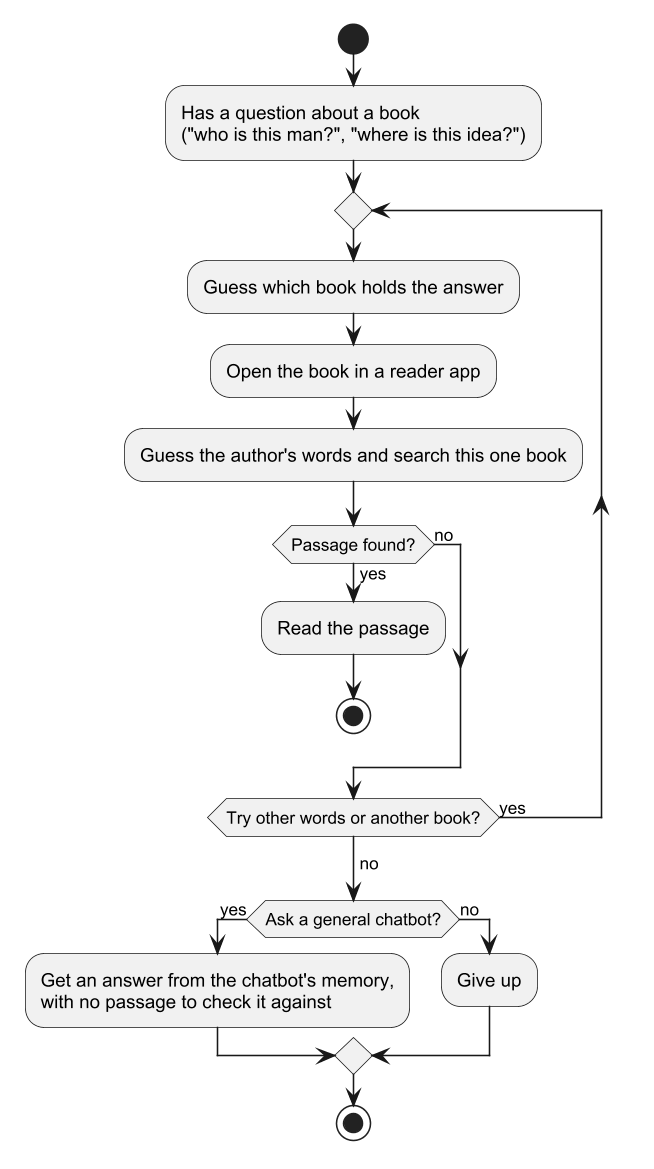 Has a question about a book
("who is this man?", "where is this idea?")
Guess which book holds the answer
Open the book in a reader app
Guess the author's words and search this one book
Passage found?
no
yes
Read the passage
Try other words or another book?
yes
no
yes
Ask a general chatbot?
no
Get an answer from the chatbot's memory,
with no passage to check it against
Give up